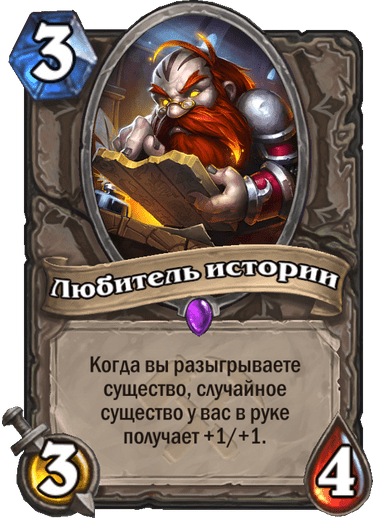 3
Любитель истории
Когда вы разыгрываете
существо, случайное
существо у вас в руке
получает +1/+1.
3
4